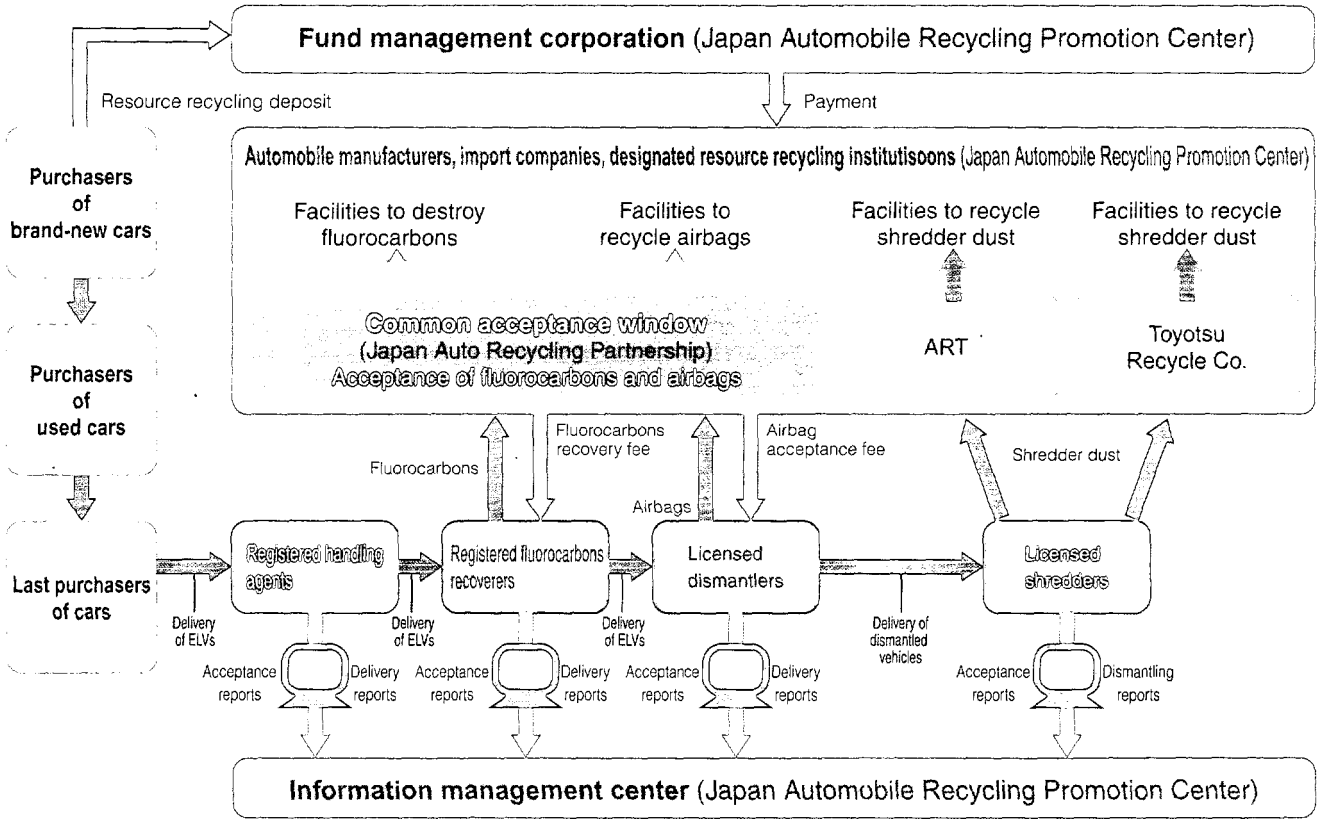 Fund management corporation (Japan Automobile Recycling Promotion Center)
Resource recycling deposit
Payment
Purchasers
of
brand-new cars
Automobile manufacturers, import companies, designated resource recycling institutisoons (Japan Automobile Recycling Promotion Center)
Facilities to destroy
fluorocarbons
Facilities to
recycle airbags
Facilities to recycle
shredder dust
Facilities to recycle
shredder dust
Common acceptance window
(Japan Auto Recycling Partnership)
Acceptance of fluorocarbons and airbags
ART
Toyotsu
Recycle Co.
Purchasers
of
used cars
Fluorocarbons
Fluorocarbons
recovery fee
Airbags
Airbag
acceptance fee
Shredder dust
Last purchasers
of cars
Registered handling
agents
Registered fluorocarbons
recoverers
Licensed
dismantlers
Licensed
shredders
Delivery
of ELVs
Delivery
of ELVs
Delivery
of ELVs
Delivery of
dismantled
vehicles
Acceptance
reports
Delivery
reports
Acceptance
reports
Delivery
reports
Acceptance
reports
Delivery
reports
Acceptance
reports
Dismantling
reports
Information management center (Japan Automobile Recycling Promotion Center)